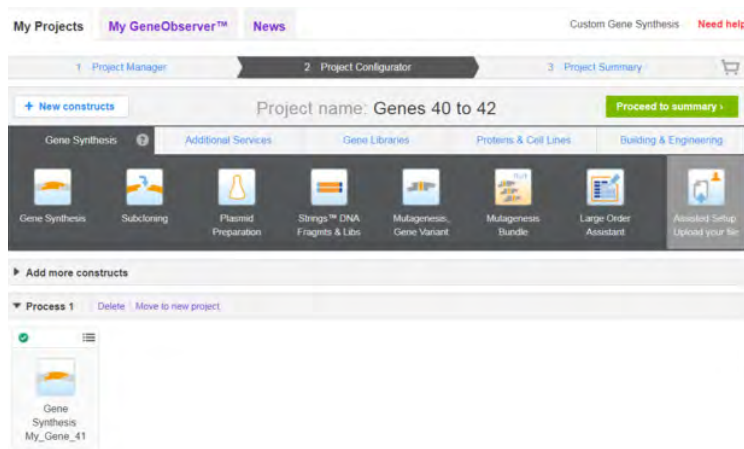 My Projects My GeneObserver™ News Custom Gene Synthesis Need help
1 Project Manager 2 Project Configurator 3 Project Summary
+ New constructs Project name: Genes 40 to 42 Proceed to summary ›
Gene Synthesis ? Additional Services Gene Libraries Proteins & Cell Lines Building & Engineering
Gene Synthesis Subcloning Plasmid Strings™ DNA Mutagenesis, Mutagenesis Large Order Assisted Setup
Preparation Fragmts & Libs Gene Variant Bundle Assistant Upload your file
Add more constructs
Process 1 Delete Move to new project
Gene
Synthesis
My_Gene_41